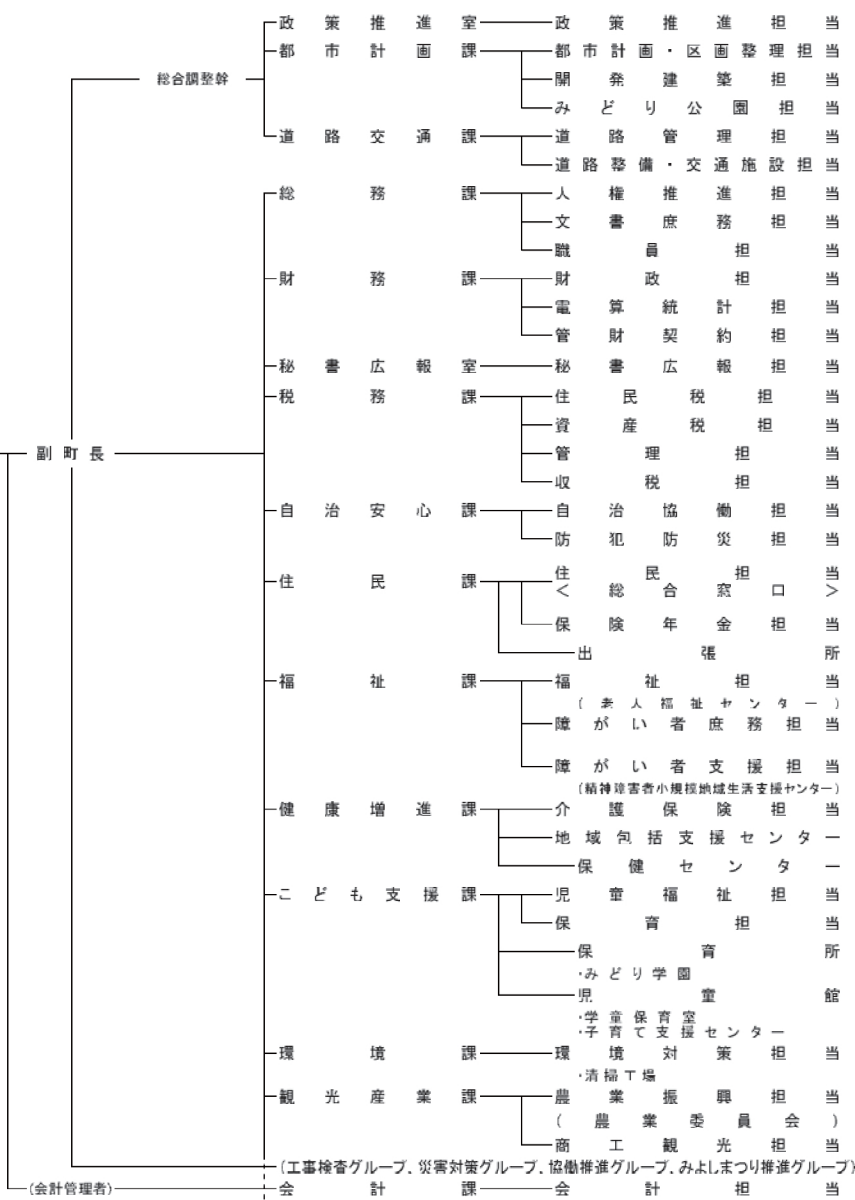 政策推進室 政策推進担当
都市計画課 都市計画・区画整理担当
総合調整幹 開発建築担当
みどり公園担当
道路交通課 道路管理担当
道路整備・交通施設担当
総務課 人権推進担当
文書庶務担当
職員担当
財務課 財政担当
電算統計担当
管財契約担当
秘書広報室 秘書広報担当
税務課 住民税担当
資産税担当
副町長 管理担当
収税担当
自治安心課 自治協働担当
防犯防災担当
住民課 住民担当
<総合窓口>
保険年金担当
出張所
福祉課 福祉担当
(老人福祉センター)
障がい者庶務担当
障がい者支援担当
(精神障害者小規模地域生活支援センター)
健康増進課 介護保険担当
地域包括支援センター
保健センター
こども支援課 児童福祉担当
保育担当
保育所
・みどり学園
児童館
・学童保育室
・子育て支援センター
環境課 環境対策担当
・清掃工場
観光産業課 農業振興担当
(農業委員会)
商工観光担当
(工事検査グループ、災害対策グループ、協働推進グループ、みよしまつり推進グループ)
(会計管理者) 会計課 会計担当